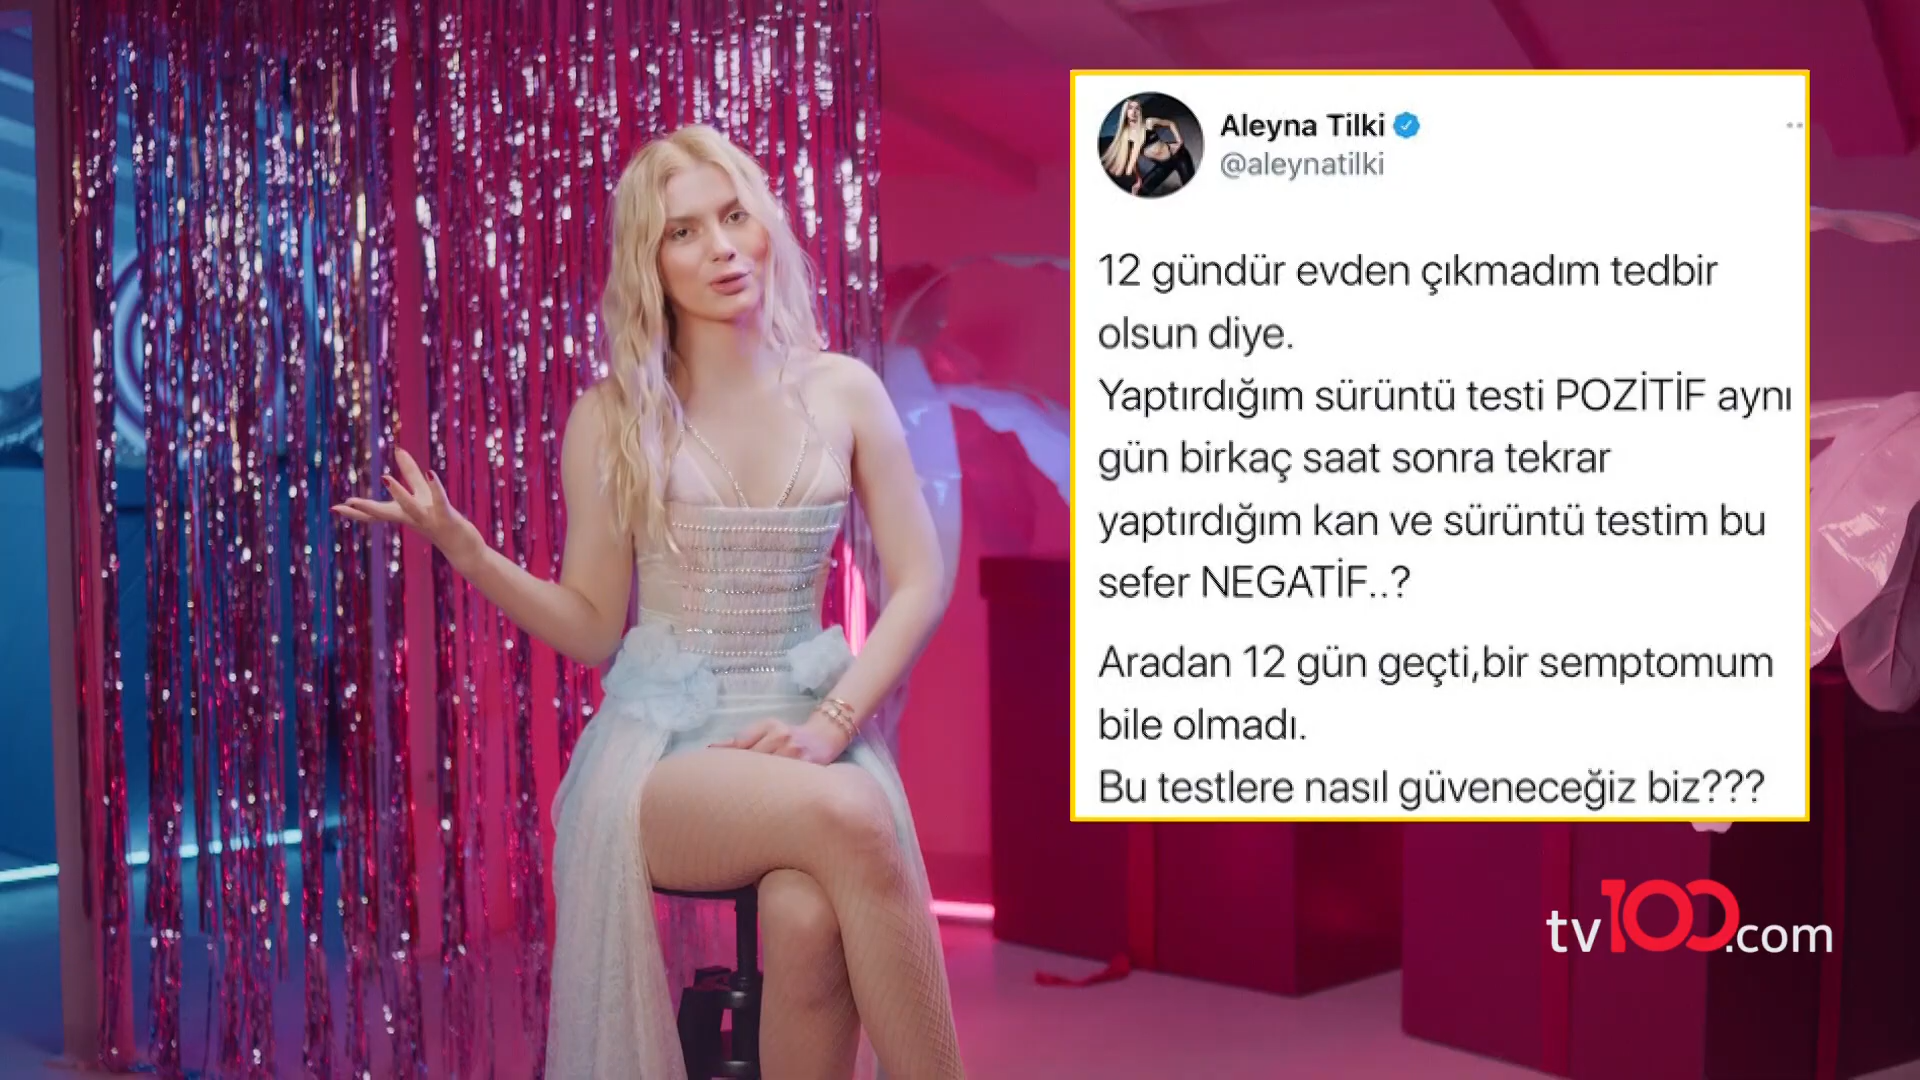 Aleyna Tilki
@aleynatilki
12 gündür evden çıkmadım tedbir
olsun diye.
Yaptırdığım sürüntü testi POZİTİF aynı
gün birkaç saat sonra tekrar
yaptırdığım kan ve sürüntü testim bu
sefer NEGATİF..?
Aradan 12 gün geçti,bir semptomum
bile olmadı.
Bu testlere nasıl güveneceğiz biz???
tv100.com